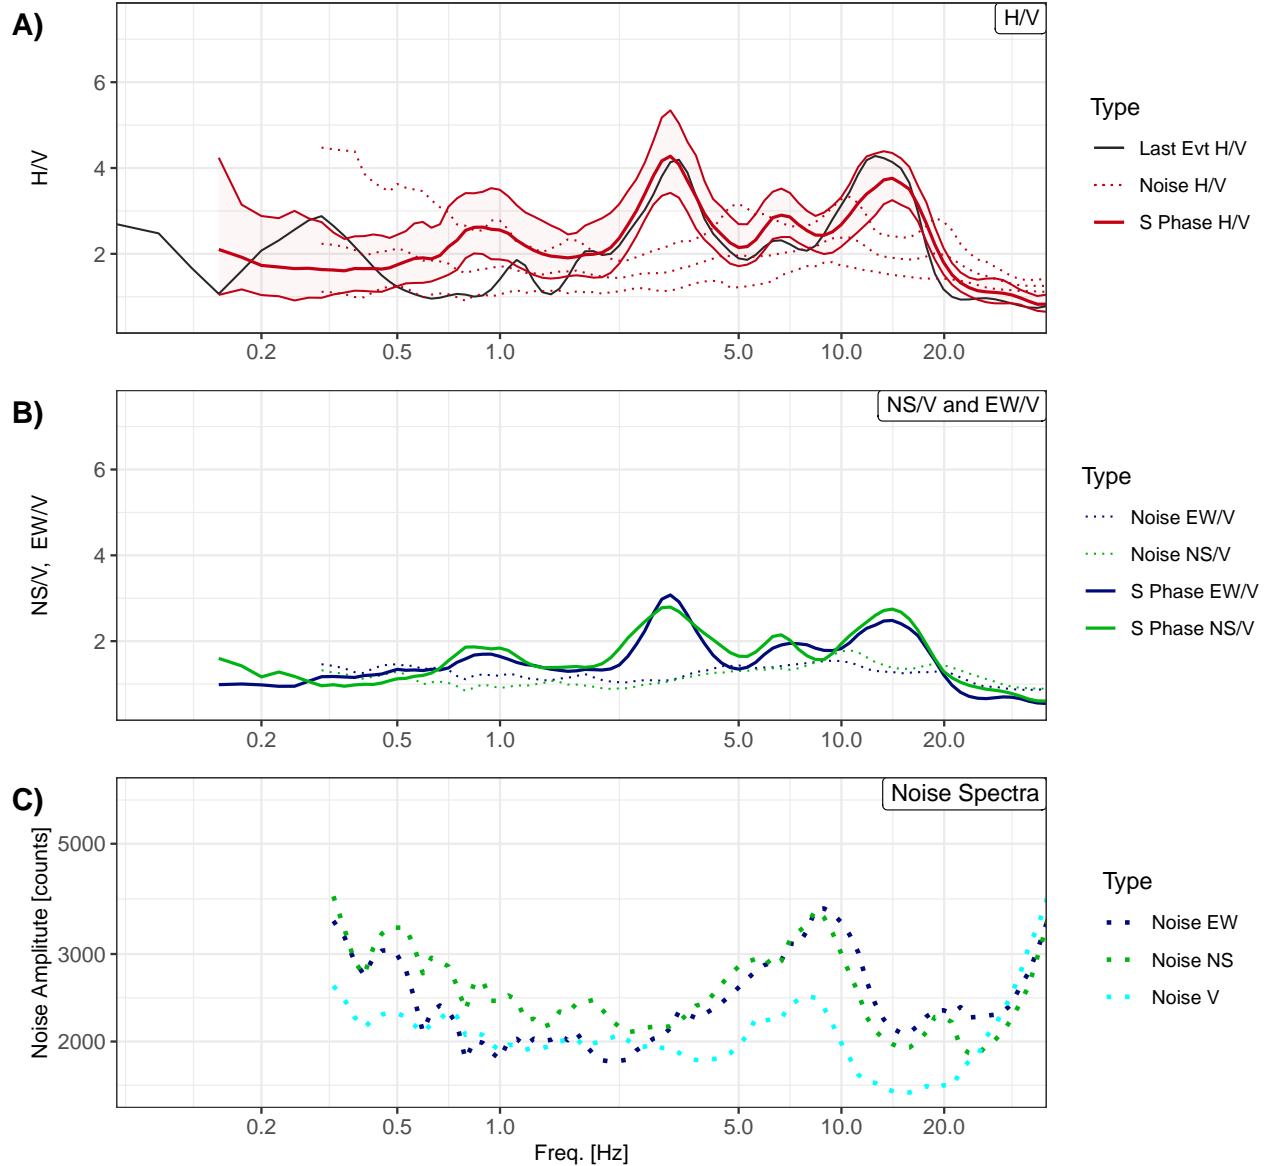 A)
H/V
6
4
2
H/V
0.2 0.5 1.0 5.0 10.0 20.0
Type
Last Evt H/V
Noise H/V
S Phase H/V
B)
NS/V and EW/V
6
4
2
NS/V, EW/V
0.2 0.5 1.0 5.0 10.0 20.0
Type
Noise EW/V
Noise NS/V
S Phase EW/V
S Phase NS/V
C)
Noise Spectra
5000
3000
2000
Noise Amplitute [counts]
0.2 0.5 1.0 5.0 10.0 20.0
Freq. [Hz]
Type
Noise EW
Noise NS
Noise V